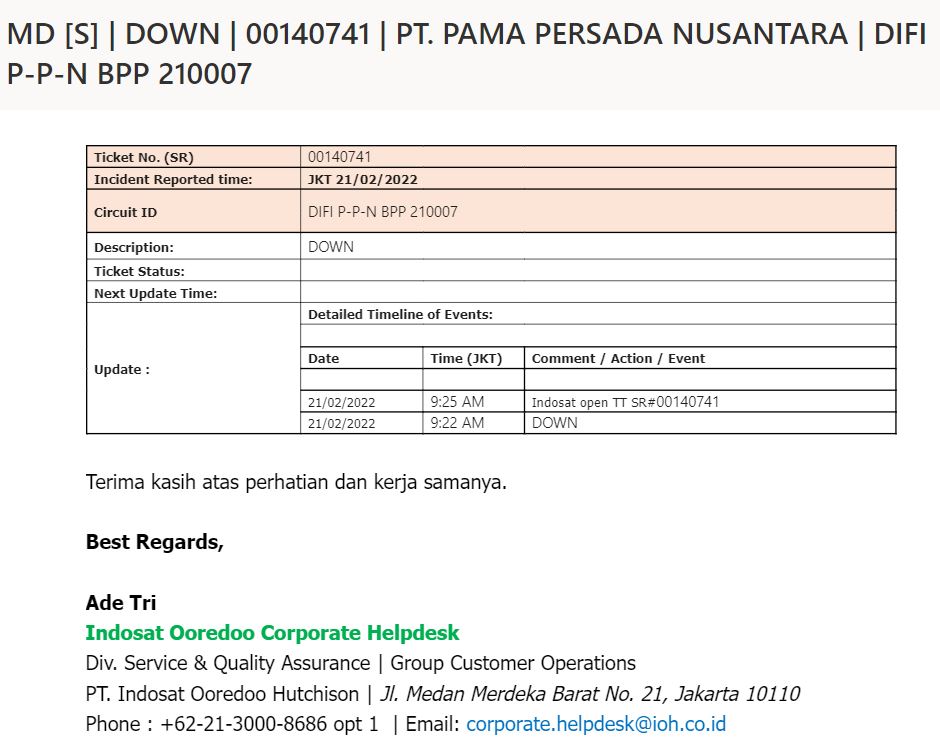 MD [S] | DOWN | 00140741 | PT. PAMA PERSADA NUSANTARA | DIFI
P-P-N BPP 210007
Ticket No. (SR) 00140741
Incident Reported time: JKT 21/02/2022
Circuit ID DIFI P-P-N BPP 210007
Description: DOWN
Ticket Status:
Next Update Time:
Detailed Timeline of Events:
Date Time (JKT) Comment / Action / Event
Update :
21/02/2022 9:25 AM Indosat open TT SR#00140741
21/02/2022 9:22 AM DOWN
Terima kasih atas perhatian dan kerja samanya.
Best Regards,
Ade Tri
Indosat Ooredoo Corporate Helpdesk
Div. Service & Quality Assurance | Group Customer Operations
PT. Indosat Ooredoo Hutchison | Jl. Medan Merdeka Barat No. 21, Jakarta 10110
Phone : +62-21-3000-8686 opt 1 | Email: corporate.helpdesk@ioh.co.id